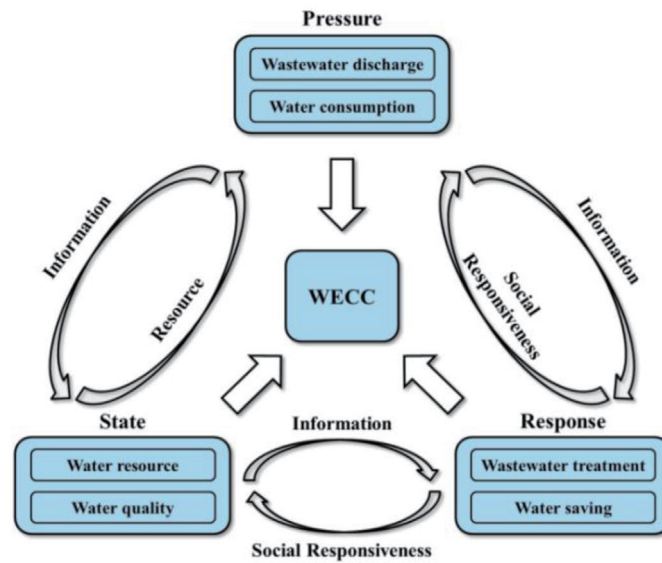 Pressure
Wastewater discharge
Water consumption
Information
Resource
WECC
Social
Responsiveness
Information
State
Water resource
Water quality
Information
Social Responsiveness
Response
Wastewater treatment
Water saving